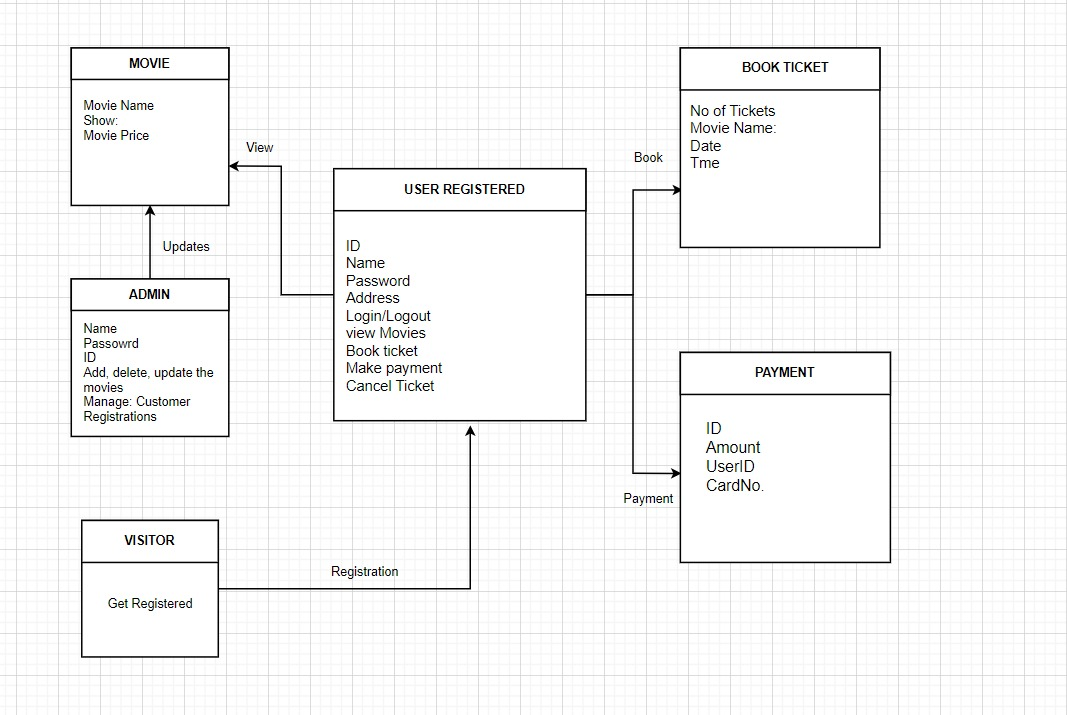 MOVIE
Movie Name
Show:
Movie Price
View
Updates
ADMIN
Name
Passowrd
ID
Add, delete, update the
movies
Manage: Customer
Registrations
VISITOR
Get Registered
Registration
USER REGISTERED
ID
Name
Password
Address
Login/Logout
view Movies
Book ticket
Make payment
Cancel Ticket
Book
BOOK TICKET
No of Tickets
Movie Name:
Date
Tme
Payment
PAYMENT
ID
Amount
UserID
CardNo.